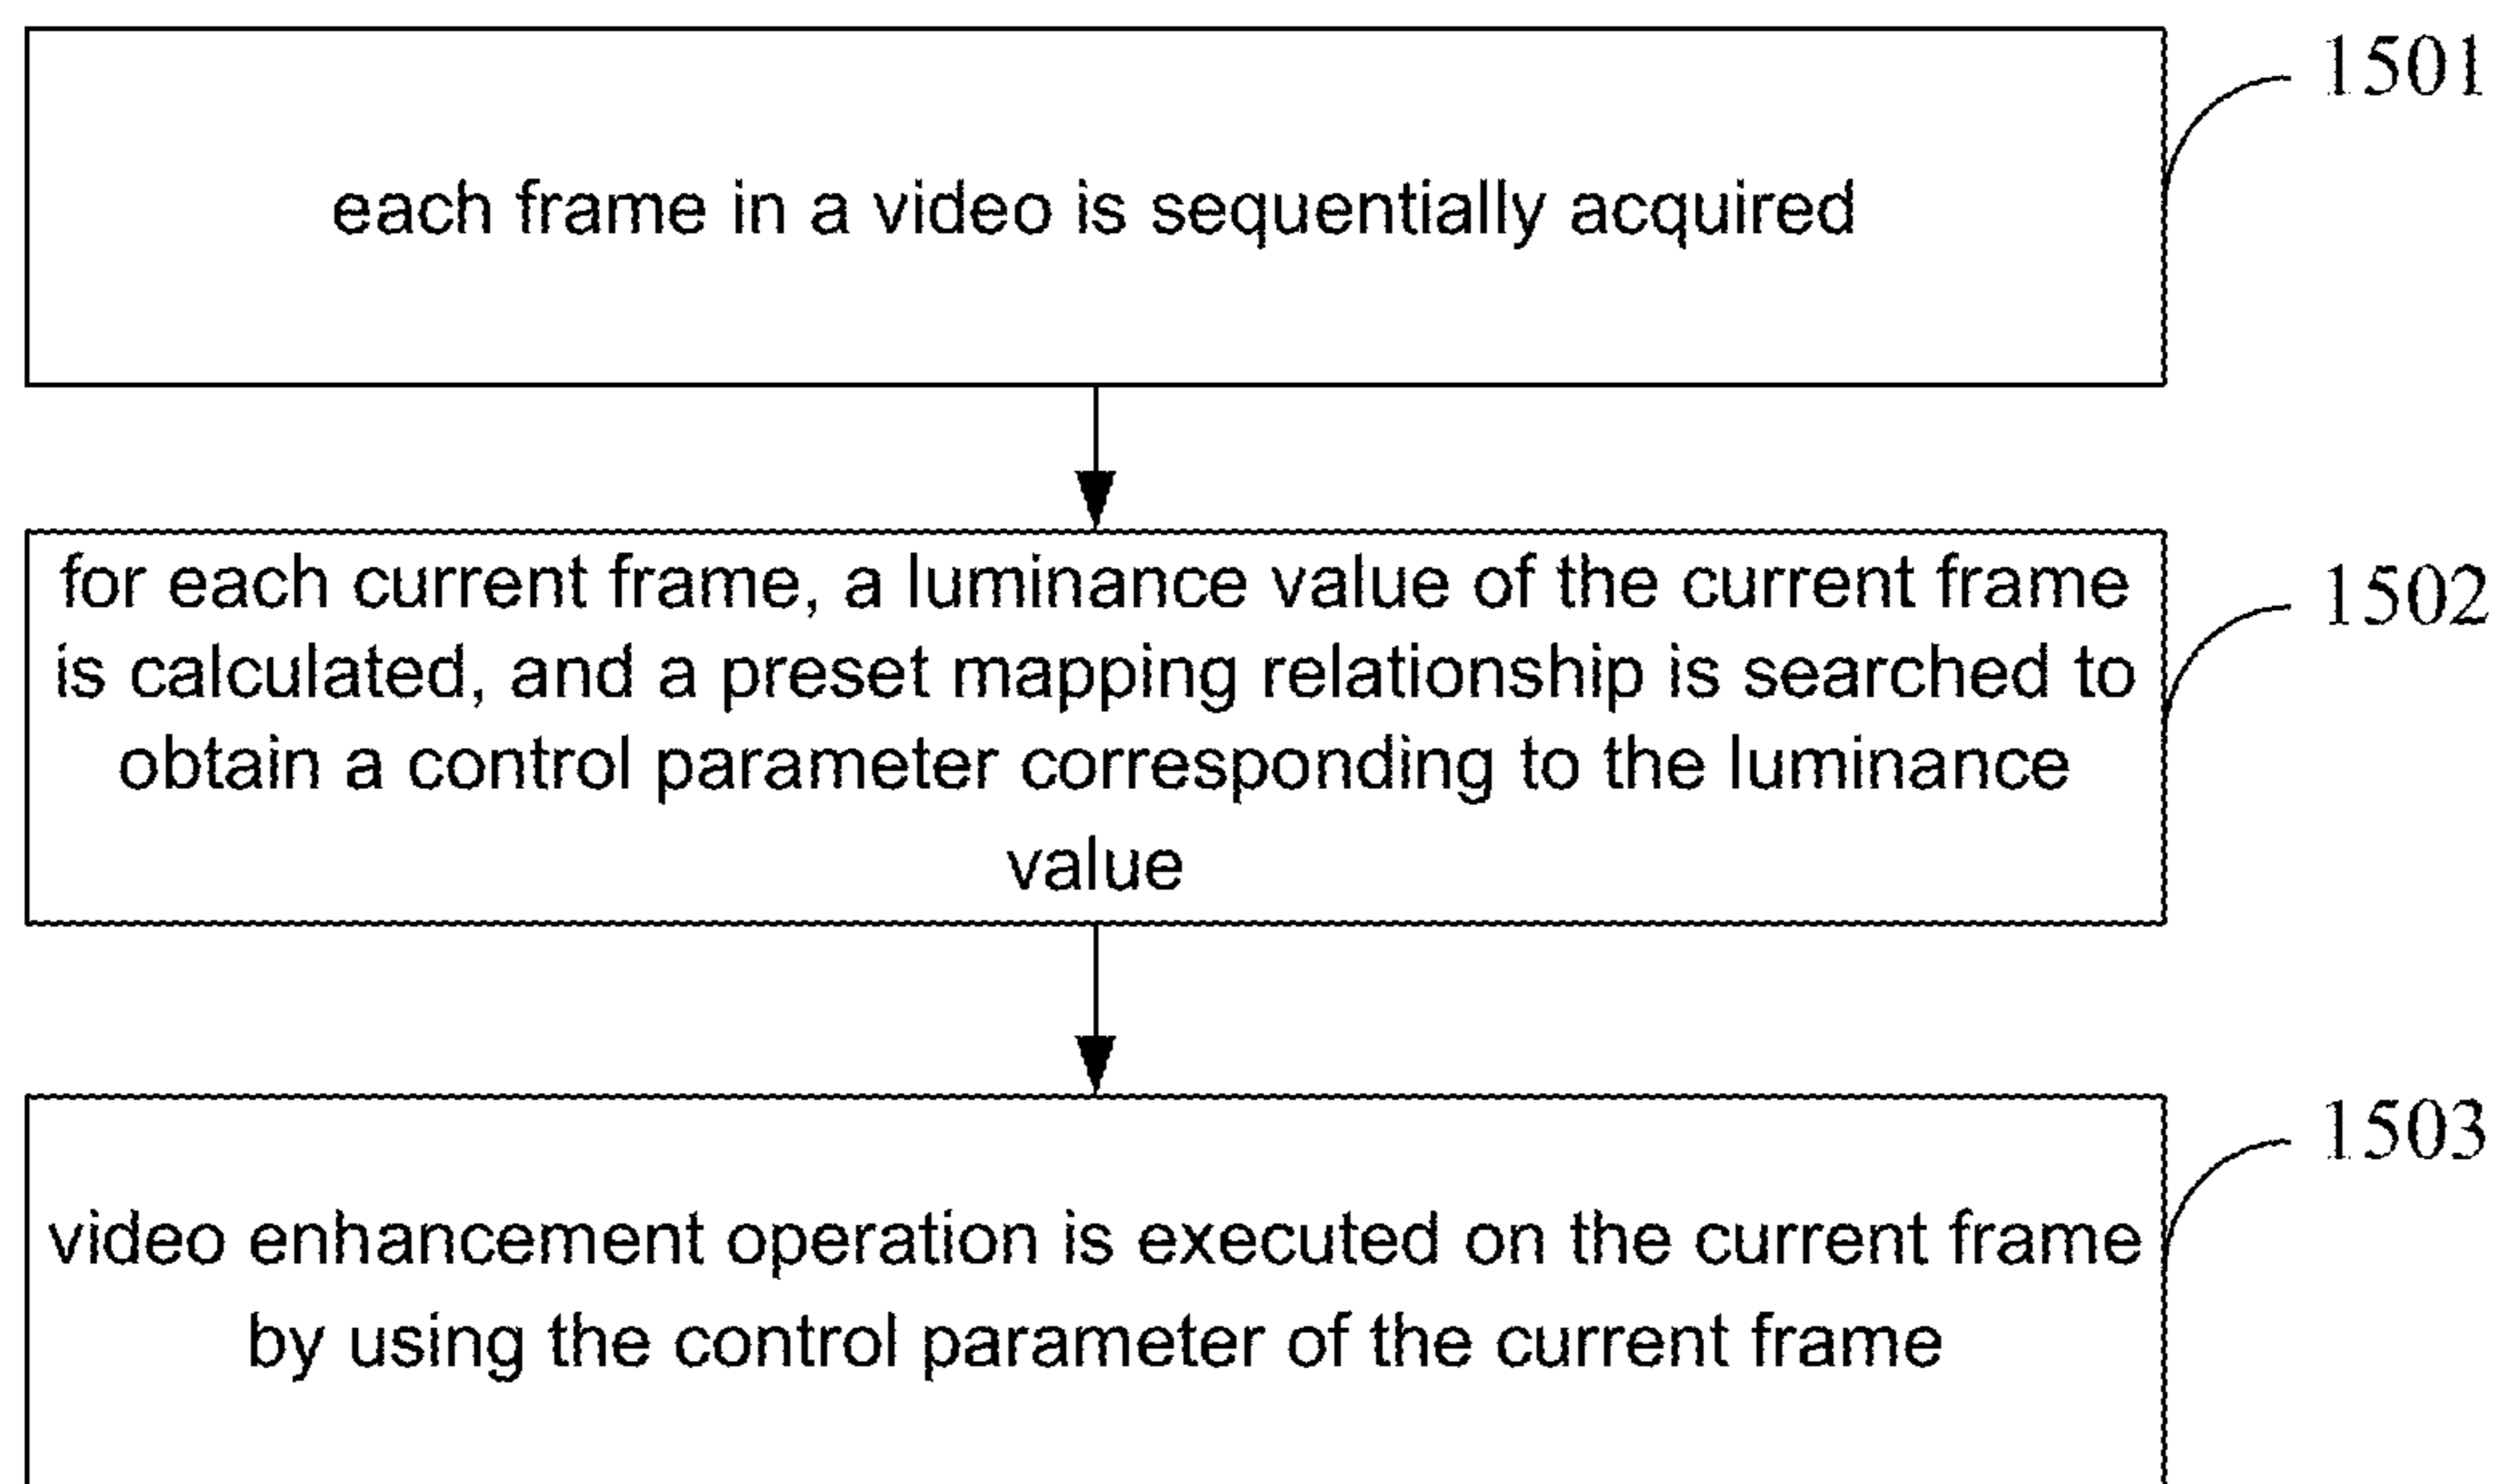 1501
each frame in a video is sequentially acquired
for each current frame, a luminance value of the current frame
1502
is calculated, and a preset mapping relationship is searched to
obtain a control parameter corresponding to the luminance
value
1503
video enhancement operation is executed on the current frame
by using the control parameter of the current frame